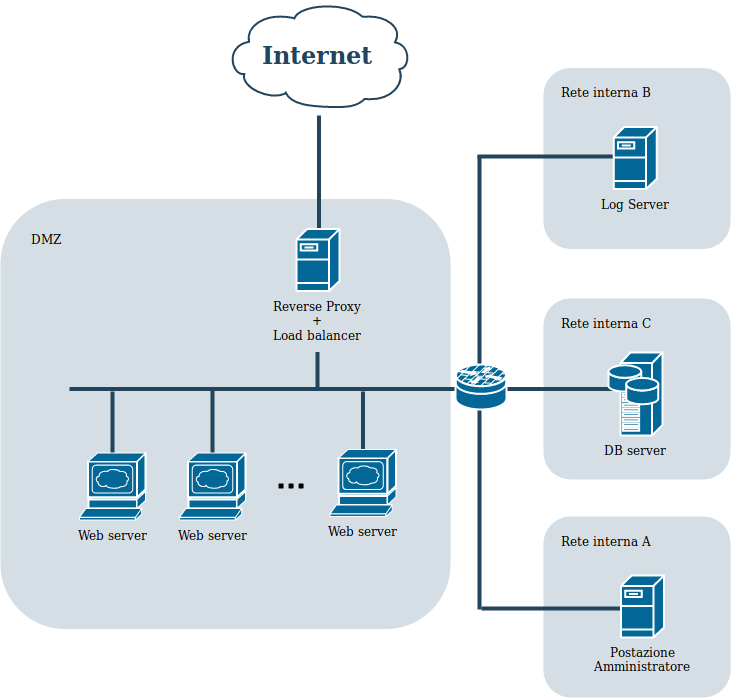 Internet
Rete interna B
Log Server
DMZ
Reverse Proxy
+
Load balancer
Rete interna C
DB server
...
Web server
Web server
Web server
Rete interna A
Postazione
Amministratore